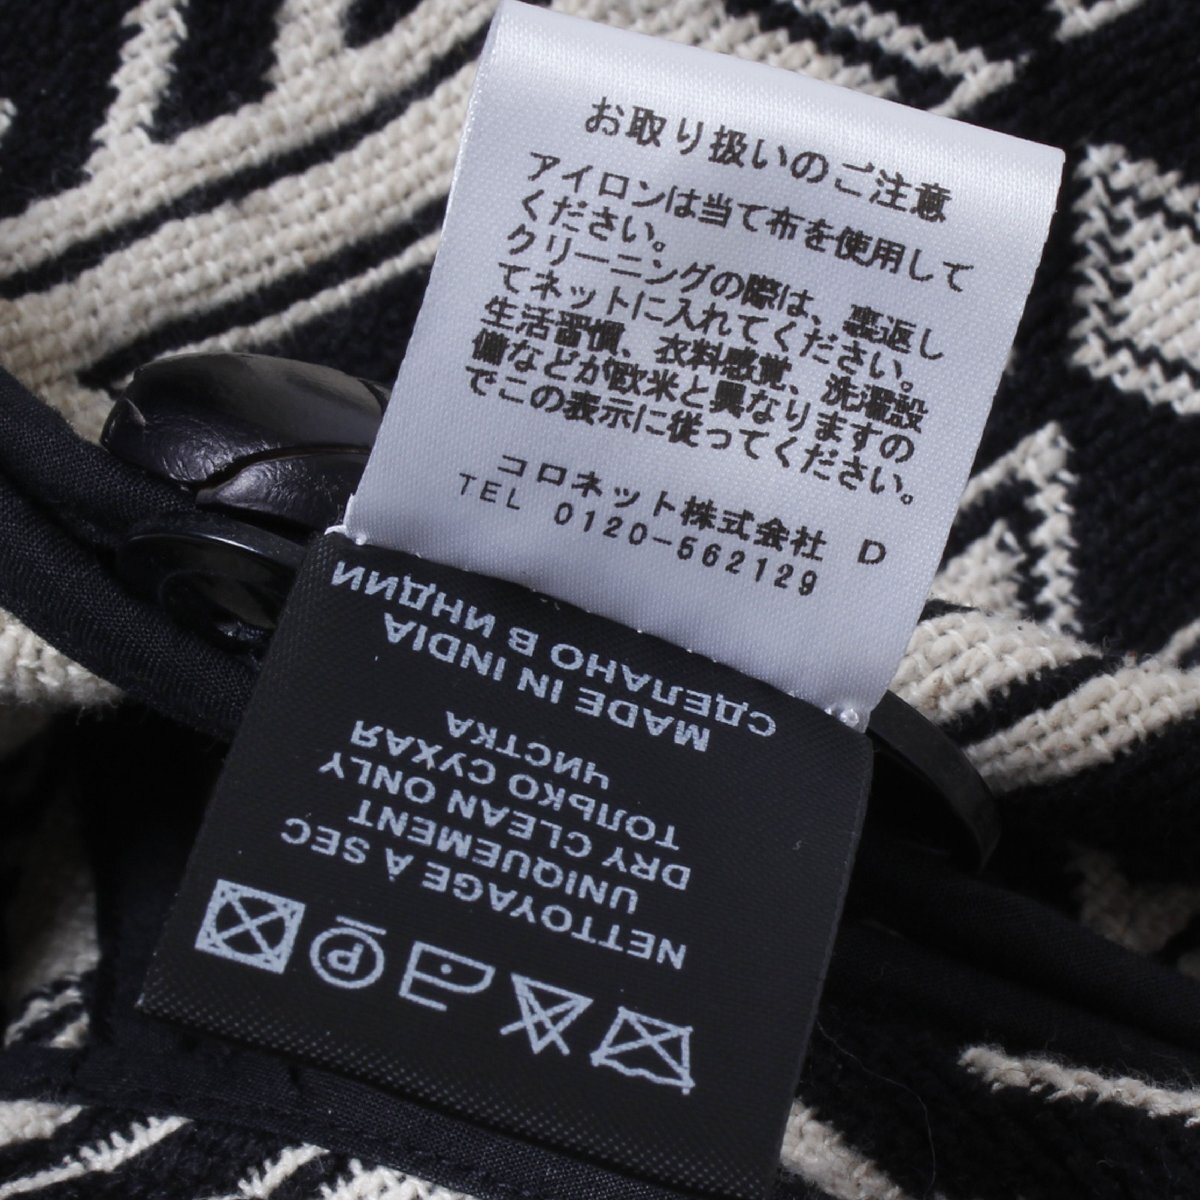 お取り扱いのご注意
アイロンは当て布を使用して
ください。
クリーニングの際は、裏返し
てネットに入れてください。
生活習慣、衣料感覚、洗濯設
備などが欧米と異なりますの
でこの表示に従ってください。
コロネット株式会社 D
TEL 0120-562129
NETTOYAGE À SEC
UNIQUEMENT
DRY CLEAN ONLY
ТОЛЬКО СУХАЯ
ЧИСТКА
MADE IN INDIA
СДЕЛАНО В ИНДИИ